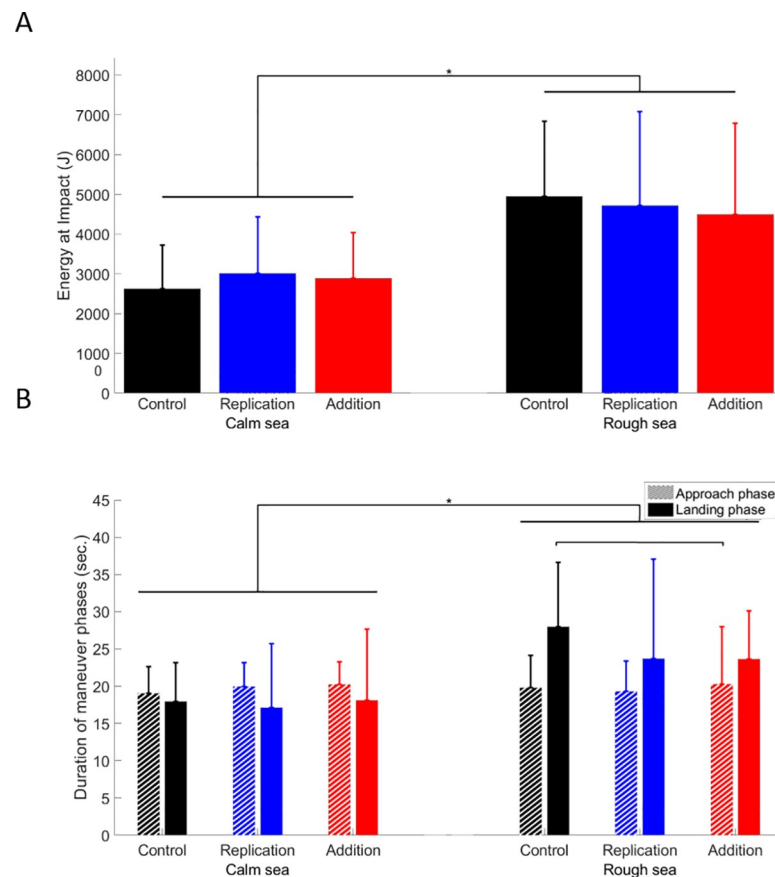 A
Energy at Impact (J)
8000
7000
6000
5000
4000
3000
2000
1000
0
0
*
Control Replication Addition Control Replication Addition
Calm sea Rough sea
B
Duration of maneuver phases (sec.)
45
40
35
30
25
20
15
10
5
0
*
Approach phase
Landing phase
Control Replication Addition Control Replication Addition
Calm sea Rough sea